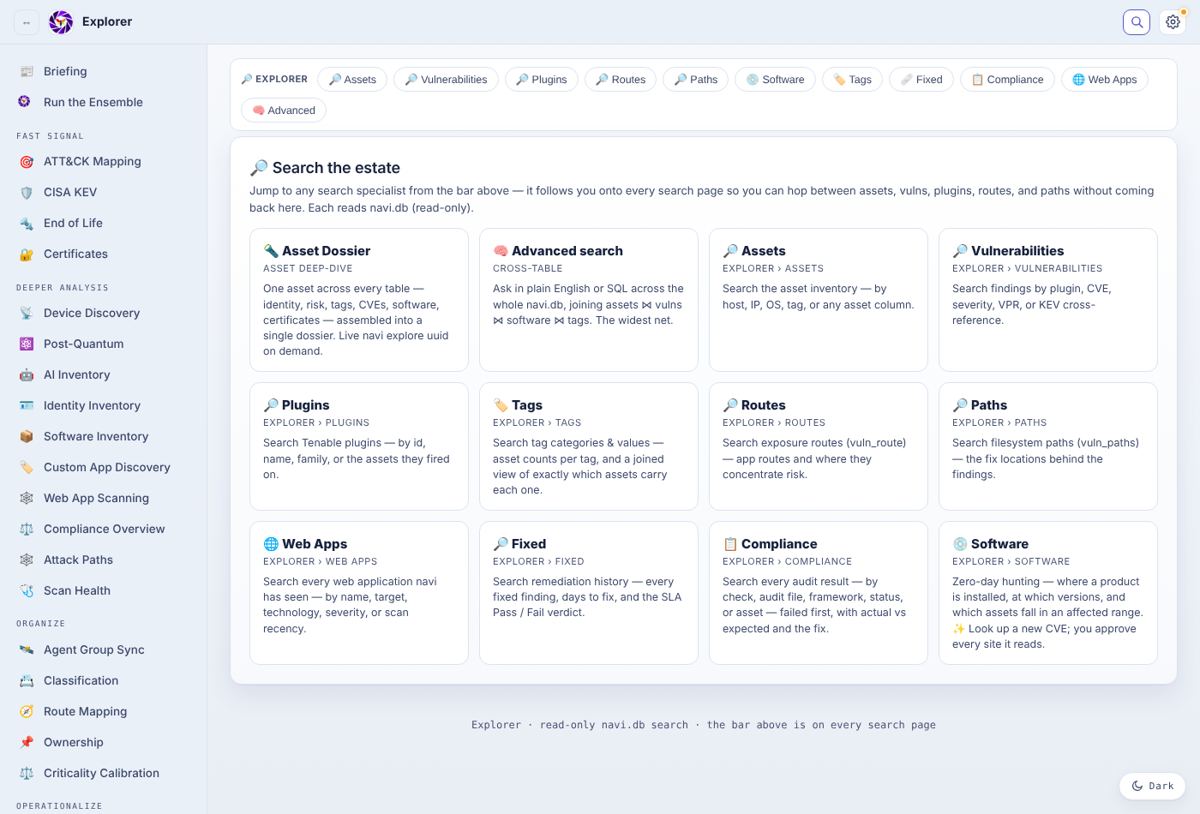 Explorer
Briefing
Run the Ensemble
FAST SIGNAL
ATT&CK Mapping
CISA KEV
End of Life
Certificates
DEEPER ANALYSIS
Device Discovery
Post-Quantum
AI Inventory
Identity Inventory
Software Inventory
Custom App Discovery
Web App Scanning
Compliance Overview
Attack Paths
Scan Health
ORGANIZE
Agent Group Sync
Classification
Route Mapping
Ownership
Criticality Calibration
OPERATIONALIZE
EXPLORER Assets Vulnerabilities Plugins Routes Paths Software Tags Fixed Compliance Web Apps
Advanced
Search the estate
Jump to any search specialist from the bar above — it follows you onto every search page so you can hop between assets, vulns, plugins, routes, and paths without coming
back here. Each reads navi.db (read-only).
Asset Dossier
ASSET DEEP-DIVE
One asset across every table —
identity, risk, tags, CVEs, software,
certificates — assembled into a
single dossier. Live navi explore uuid
on demand.
Advanced search
CROSS-TABLE
Ask in plain English or SQL across the
whole navi.db, joining assets ⋈ vulns
⋈ software ⋈ tags. The widest net.
Assets
EXPLORER › ASSETS
Search the asset inventory — by
host, IP, OS, tag, or any asset column.
Vulnerabilities
EXPLORER › VULNERABILITIES
Search findings by plugin, CVE,
severity, VPR, or KEV cross-
reference.
Plugins
EXPLORER › PLUGINS
Search Tenable plugins — by id,
name, family, or the assets they fired
on.
Tags
EXPLORER › TAGS
Search tag categories & values —
asset counts per tag, and a joined
view of exactly which assets carry
each one.
Routes
EXPLORER › ROUTES
Search exposure routes (vuln_route)
— app routes and where they
concentrate risk.
Paths
EXPLORER › PATHS
Search filesystem paths (vuln_paths)
— the fix locations behind the
findings.
Web Apps
EXPLORER › WEB APPS
Search every web application navi
has seen — by name, target,
technology, severity, or scan
recency.
Fixed
EXPLORER › FIXED
Search remediation history — every
fixed finding, days to fix, and the SLA
Pass / Fail verdict.
Compliance
EXPLORER › COMPLIANCE
Search every audit result — by
check, audit file, framework, status,
or asset — failed first, with actual vs
expected and the fix.
Software
EXPLORER › SOFTWARE
Zero-day hunting — where a product
is installed, at which versions, and
which assets fall in an affected range.
✨ Look up a new CVE; you approve
every site it reads.
Explorer · read-only navi.db search · the bar above is on every search page
Dark